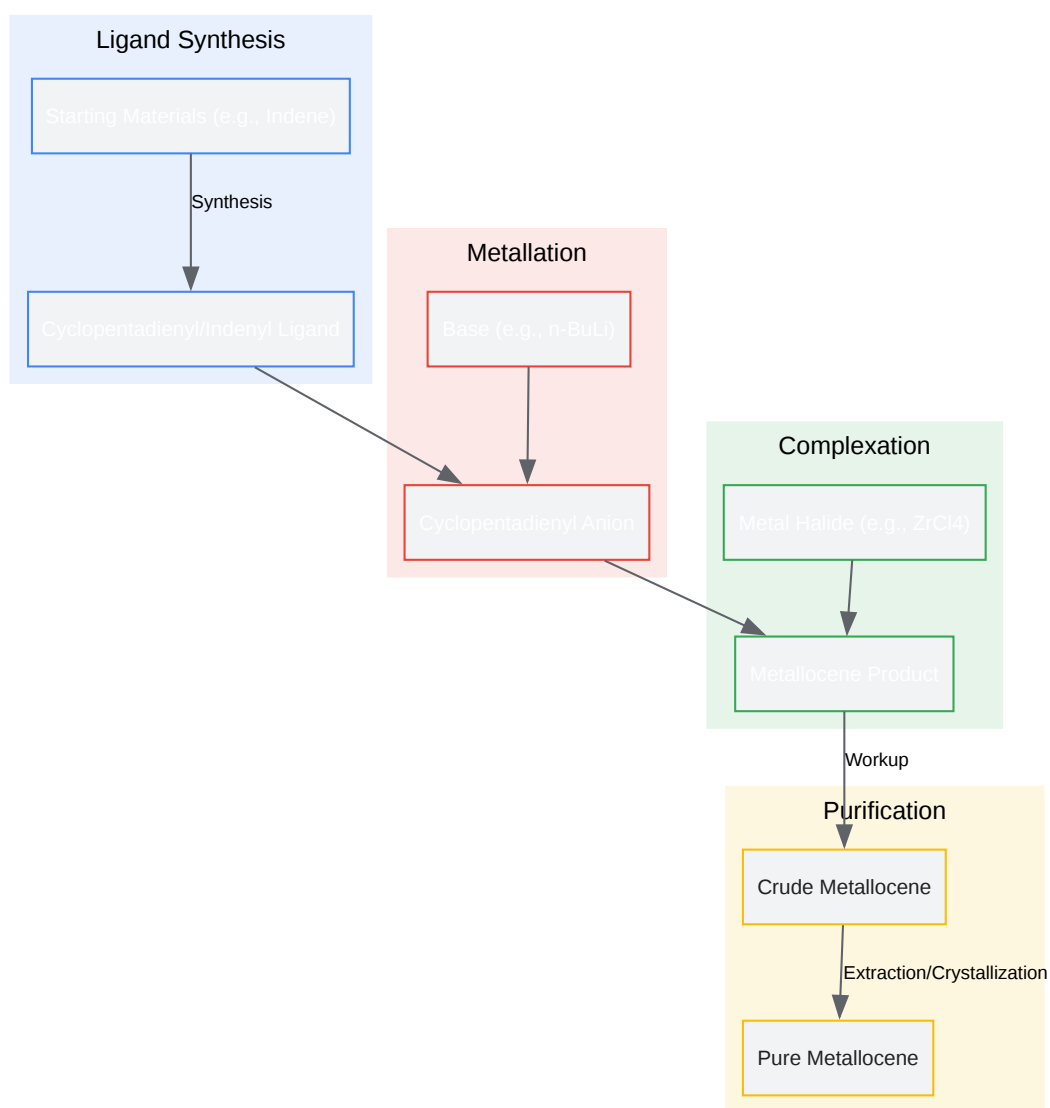 Ligand Synthesis
Starting Materials (e.g., Indene)
Synthesis
Cyclopentadienyl/Indenyl Ligand
Metallation
Base (e.g., n-BuLi)
Cyclopentadienyl Anion
Complexation
Metal Halide (e.g., ZrCl4)
Metallocene Product
Workup
Purification
Crude Metallocene
Extraction/Crystallization
Pure Metallocene